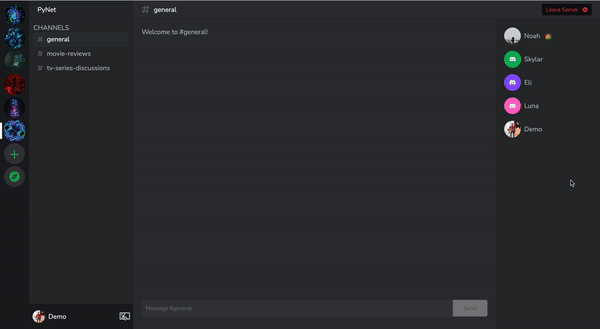 PyNet
# general
Leave Server
CHANNELS
# general
# movie-reviews
# tv-series-discussions
Welcome to #general!
Noah
Skylar
Eli
Luna
Demo
Demo
Message #general
Send